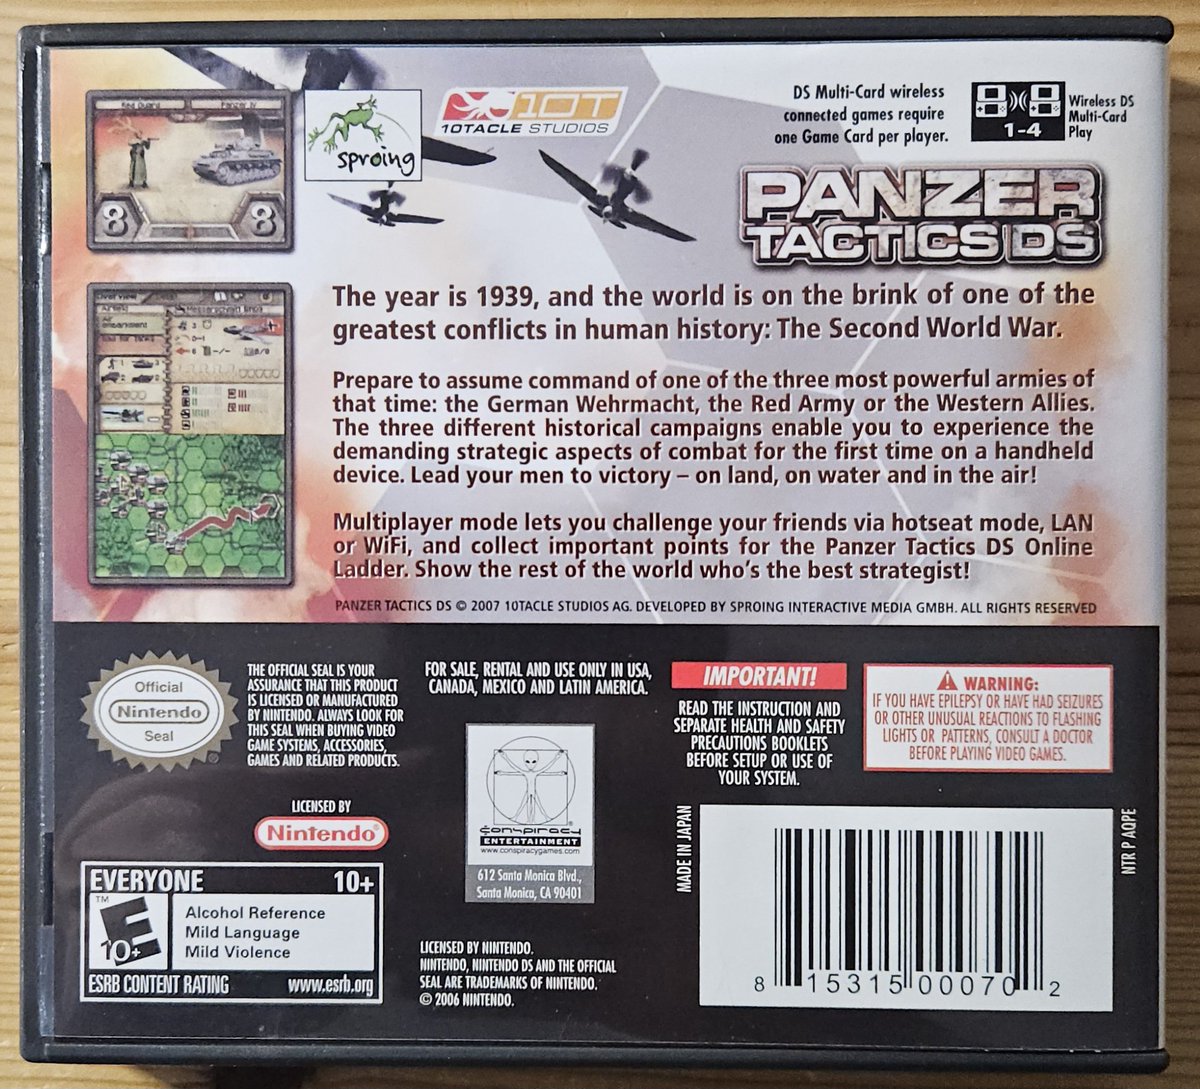 Red Guard Panzer IV
8 8
sproing
10T
10TACLE STUDIOS
DS Multi-Card wireless
connected games require
one Game Card per player.
1-4
Wireless DS
Multi-Card
Play
PANZER
TACTICS DS
Overview
Airfield
Air
embarkment
3
0-1
6 -/- 0/0
The year is 1939, and the world is on the brink of one of the
greatest conflicts in human history: The Second World War.
Prepare to assume command of one of the three most powerful armies of
that time: the German Wehrmacht, the Red Army or the Western Allies.
The three different historical campaigns enable you to experience the
demanding strategic aspects of combat for the first time on a handheld
device. Lead your men to victory – on land, on water and in the air!
Multiplayer mode lets you challenge your friends via hotseat mode, LAN
or WiFi, and collect important points for the Panzer Tactics DS Online
Ladder. Show the rest of the world who's the best strategist!
PANZER TACTICS DS © 2007 10TACLE STUDIOS AG. DEVELOPED BY SPROING INTERACTIVE MEDIA GMBH. ALL RIGHTS RESERVED
Official
Nintendo
Seal
THE OFFICIAL SEAL IS YOUR
ASSURANCE THAT THIS PRODUCT
IS LICENSED OR MANUFACTURED
BY NINTENDO. ALWAYS LOOK FOR
THIS SEAL WHEN BUYING VIDEO
GAME SYSTEMS, ACCESSORIES,
GAMES AND RELATED PRODUCTS.
LICENSED BY
Nintendo®
EVERYONE 10+
TM
E
10+
Alcohol Reference
Mild Language
Mild Violence
ESRB CONTENT RATING www.esrb.org
FOR SALE, RENTAL AND USE ONLY IN USA,
CANADA, MEXICO AND LATIN AMERICA.
conspiracy
ENTERTAINMENT
www.conspiracygames.com
612 Santa Monica Blvd.,
Santa Monica, CA 90401
LICENSED BY NINTENDO.
NINTENDO, NINTENDO DS AND THE OFFICIAL
SEAL ARE TRADEMARKS OF NINTENDO.
© 2006 NINTENDO.
IMPORTANT!
READ THE INSTRUCTION AND
SEPARATE HEALTH AND SAFETY
PRECAUTIONS BOOKLETS
BEFORE SETUP OR USE OF
YOUR SYSTEM.
WARNING:
IF YOU HAVE EPILEPSY OR HAVE HAD SEIZURES
OR OTHER UNUSUAL REACTIONS TO FLASHING
LIGHTS OR PATTERNS, CONSULT A DOCTOR
BEFORE PLAYING VIDEO GAMES.
MADE IN JAPAN
8 15315 00070 2
NTR P AQPE